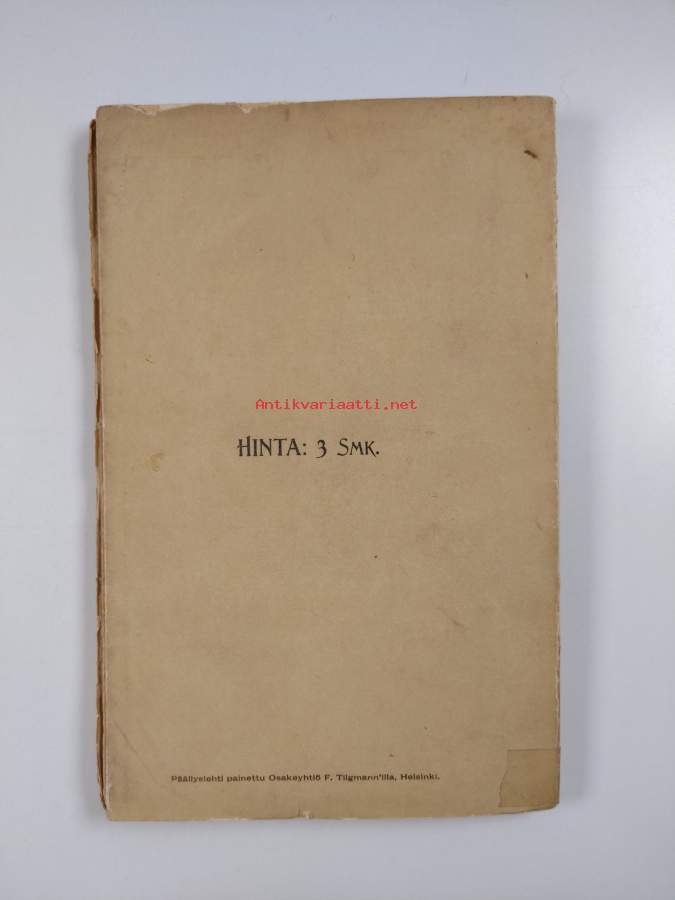 Antikvariaatti.net
HINTA: 3 SMK.
Päällyslehti painettu Osakeyhtiö F. Tilgmann'illa, Helsinki.